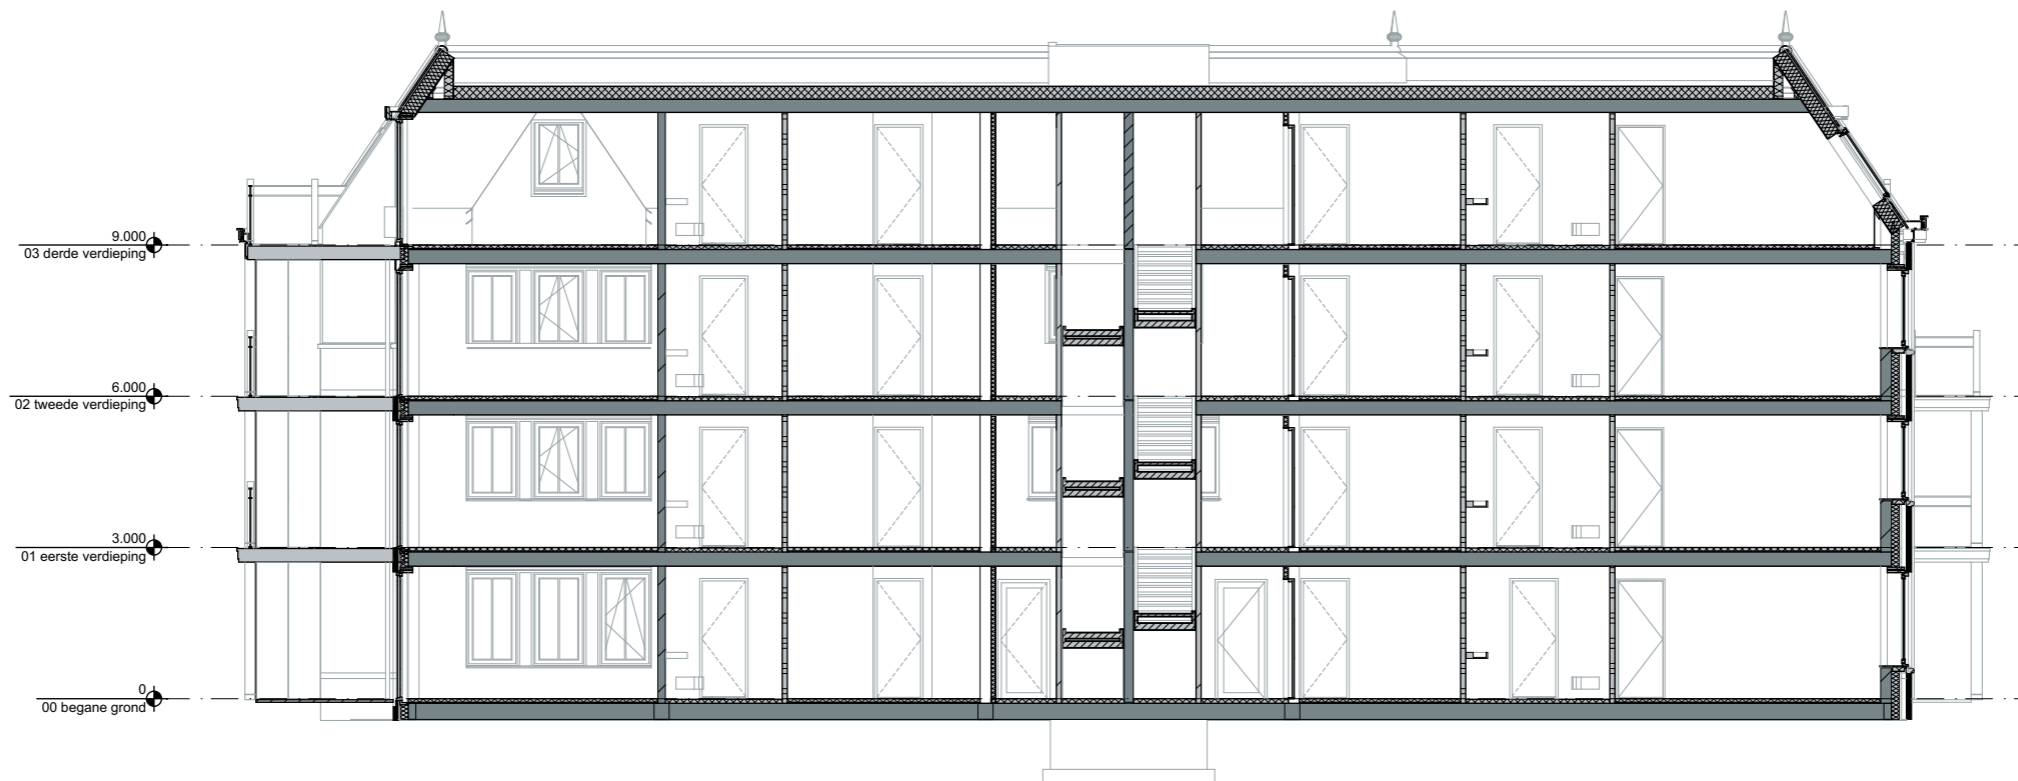 9.000
03 derde verdieping
6.000
02 tweede verdieping
3.000
01 eerste verdieping
0
00 begane grond